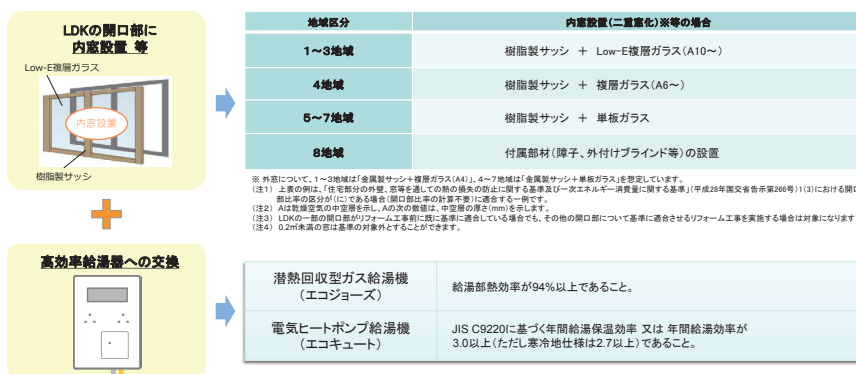 LDKの開口部に
内窓設置 等
Low-E複層ガラス
内窓設置
樹脂製サッシ
地域区分 内窓設置(二重窓化)※等の場合
1～3地域 樹脂製サッシ ＋ Low-E複層ガラス(A10～)
4地域 樹脂製サッシ ＋ 複層ガラス(A6～)
5～7地域 樹脂製サッシ ＋ 単板ガラス
8地域 付属部材(障子、外付けブラインド等)の設置
※ 外窓について、1～3地域は「金属製サッシ+複層ガラス(A4)」、4～7地域は「金属製サッシ+単板ガラス」を想定しています。
(注1) 上表の例は、「住宅部分の外壁、窓等を通しての熱の損失の防止に関する基準及び一次エネルギー消費量に関する基準」(平成28年国交省告示第266号)1(3)における開口
部比率の区分が(に)である場合(開口部比率の計算不要)に適合する一例です。
(注2) Aは乾燥空気の中空層を示し、Aの次の数値は、中空層の厚さ(mm)を示します。
(注3) LDKの一部の開口部がリフォーム工事前に既に基準に適合している場合でも、その他の開口部について基準に適合させるリフォーム工事を実施する場合は対象になります
(注4) 0.2㎡未満の窓は基準の対象外とすることができます。
高効率給湯器への交換
潜熱回収型ガス給湯機
(エコジョーズ)
給湯部熱効率が94%以上であること。
電気ヒートポンプ給湯機
(エコキュート)
JIS C9220に基づく年間給湯保温効率 又は 年間給湯効率が
3.0以上(ただし寒冷地仕様は2.7以上)であること。